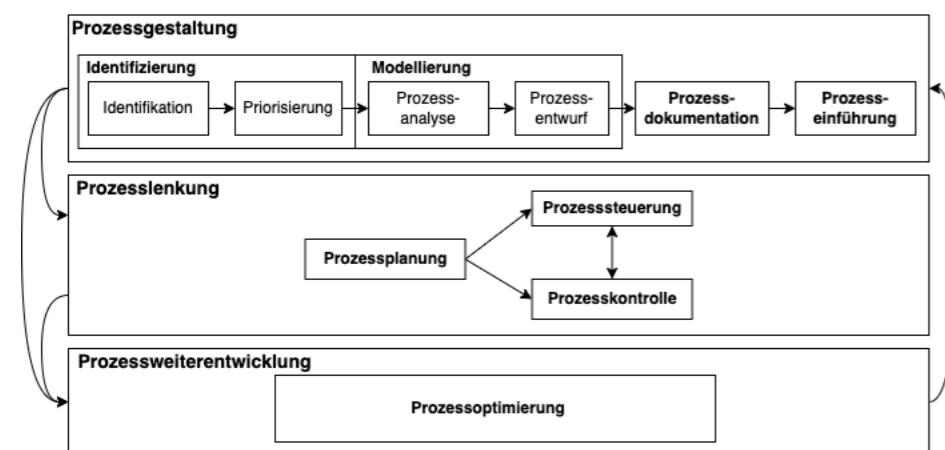 Prozessgestaltung
Identifizierung
Modellierung
Identifikation
Priorisierung
Prozess-
analyse
Prozess-
entwurf
Prozess-
dokumentation
Prozess-
einführung
Prozesslenkung
Prozesssteuerung
Prozessplanung
Prozesskontrolle
Prozessweiterentwicklung
Prozessoptimierung